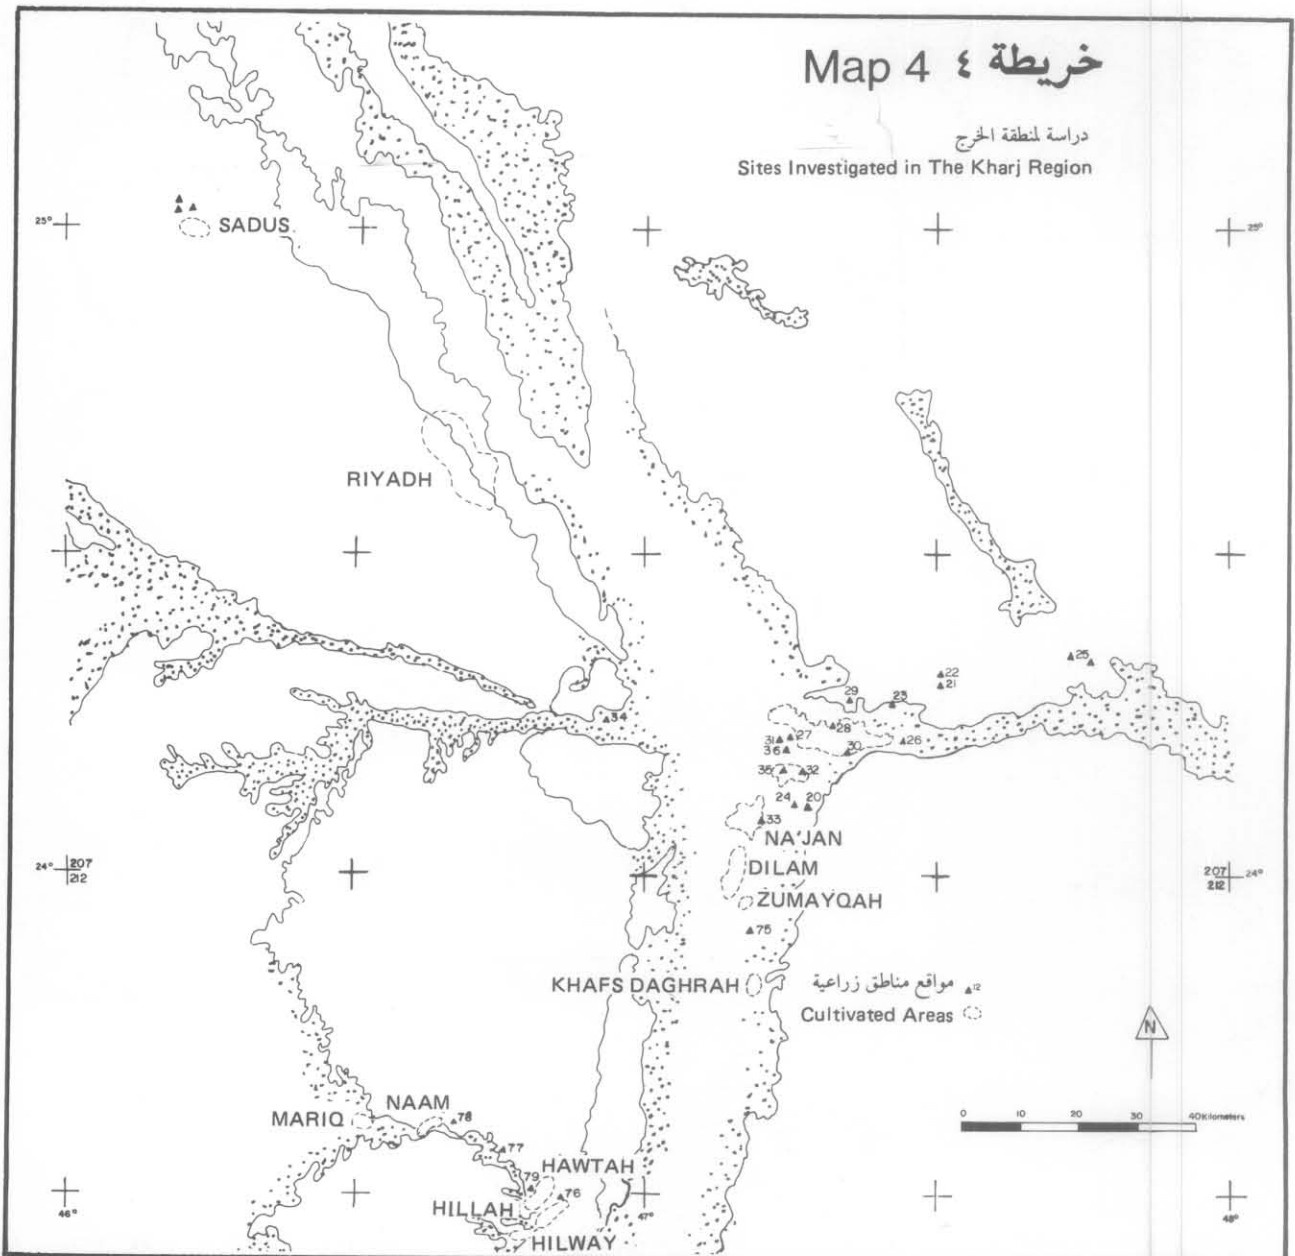 Map 4 خريطة ٤
دراسة لمنطقة الخرج
Sites Investigated in The Kharj Region
25°
25°
SADUS
RIYADH
22
21
25
29
23
34
28
31
27
36
30
26
35
32
24
20
33
NA'JAN
24°
207
212
207
212
24°
DILAM
ZUMAYQAH
75
KHAFS DAGHRAH
مواقع مناطق زراعية
12
Cultivated Areas
N
0 10 20 30 40 Kilometers
NAAM
MARIQ
78
77
HAWTAH
79
76
HILLAH
HILWAY
46°
47°
48°